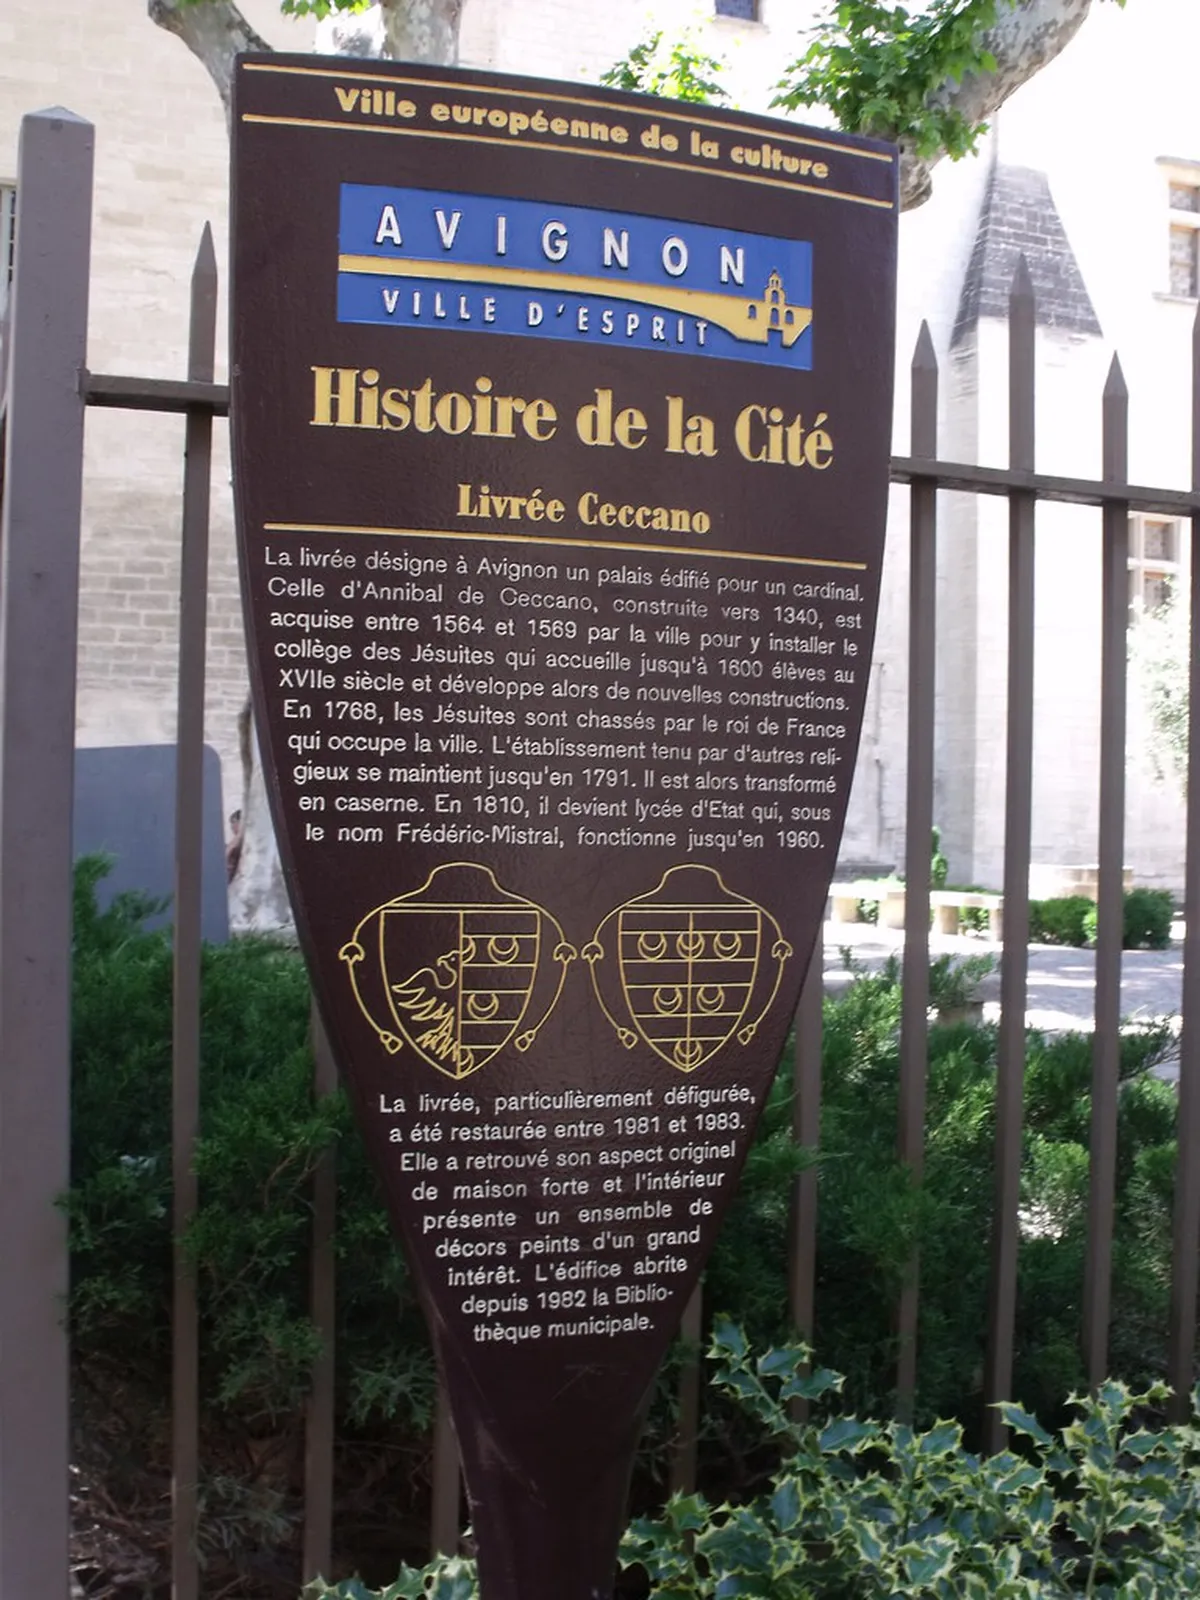 Ville européenne de la culture
AVIGNON
VILLE D'ESPRIT
Histoire de la Cité
Livrée Ceccano
La livrée désigne à Avignon un palais édifié pour un cardinal.
Celle d'Annibal de Ceccano, construite vers 1340, est
acquise entre 1564 et 1569 par la ville pour y installer le
collège des Jésuites qui accueille jusqu'à 1600 élèves au
XVIIe siècle et développe alors de nouvelles constructions.
En 1768, les Jésuites sont chassés par le roi de France
qui occupe la ville. L'établissement tenu par d'autres reli-
gieux se maintient jusqu'en 1791. Il est alors transformé
en caserne. En 1810, il devient lycée d'Etat qui, sous
le nom Frédéric-Mistral, fonctionne jusqu'en 1960.
La livrée, particulièrement défigurée,
a été restaurée entre 1981 et 1983.
Elle a retrouvé son aspect originel
de maison forte et l'intérieur
présente un ensemble de
décors peints d'un grand
intérêt. L'édifice abrite
depuis 1982 la Biblio-
thèque municipale.